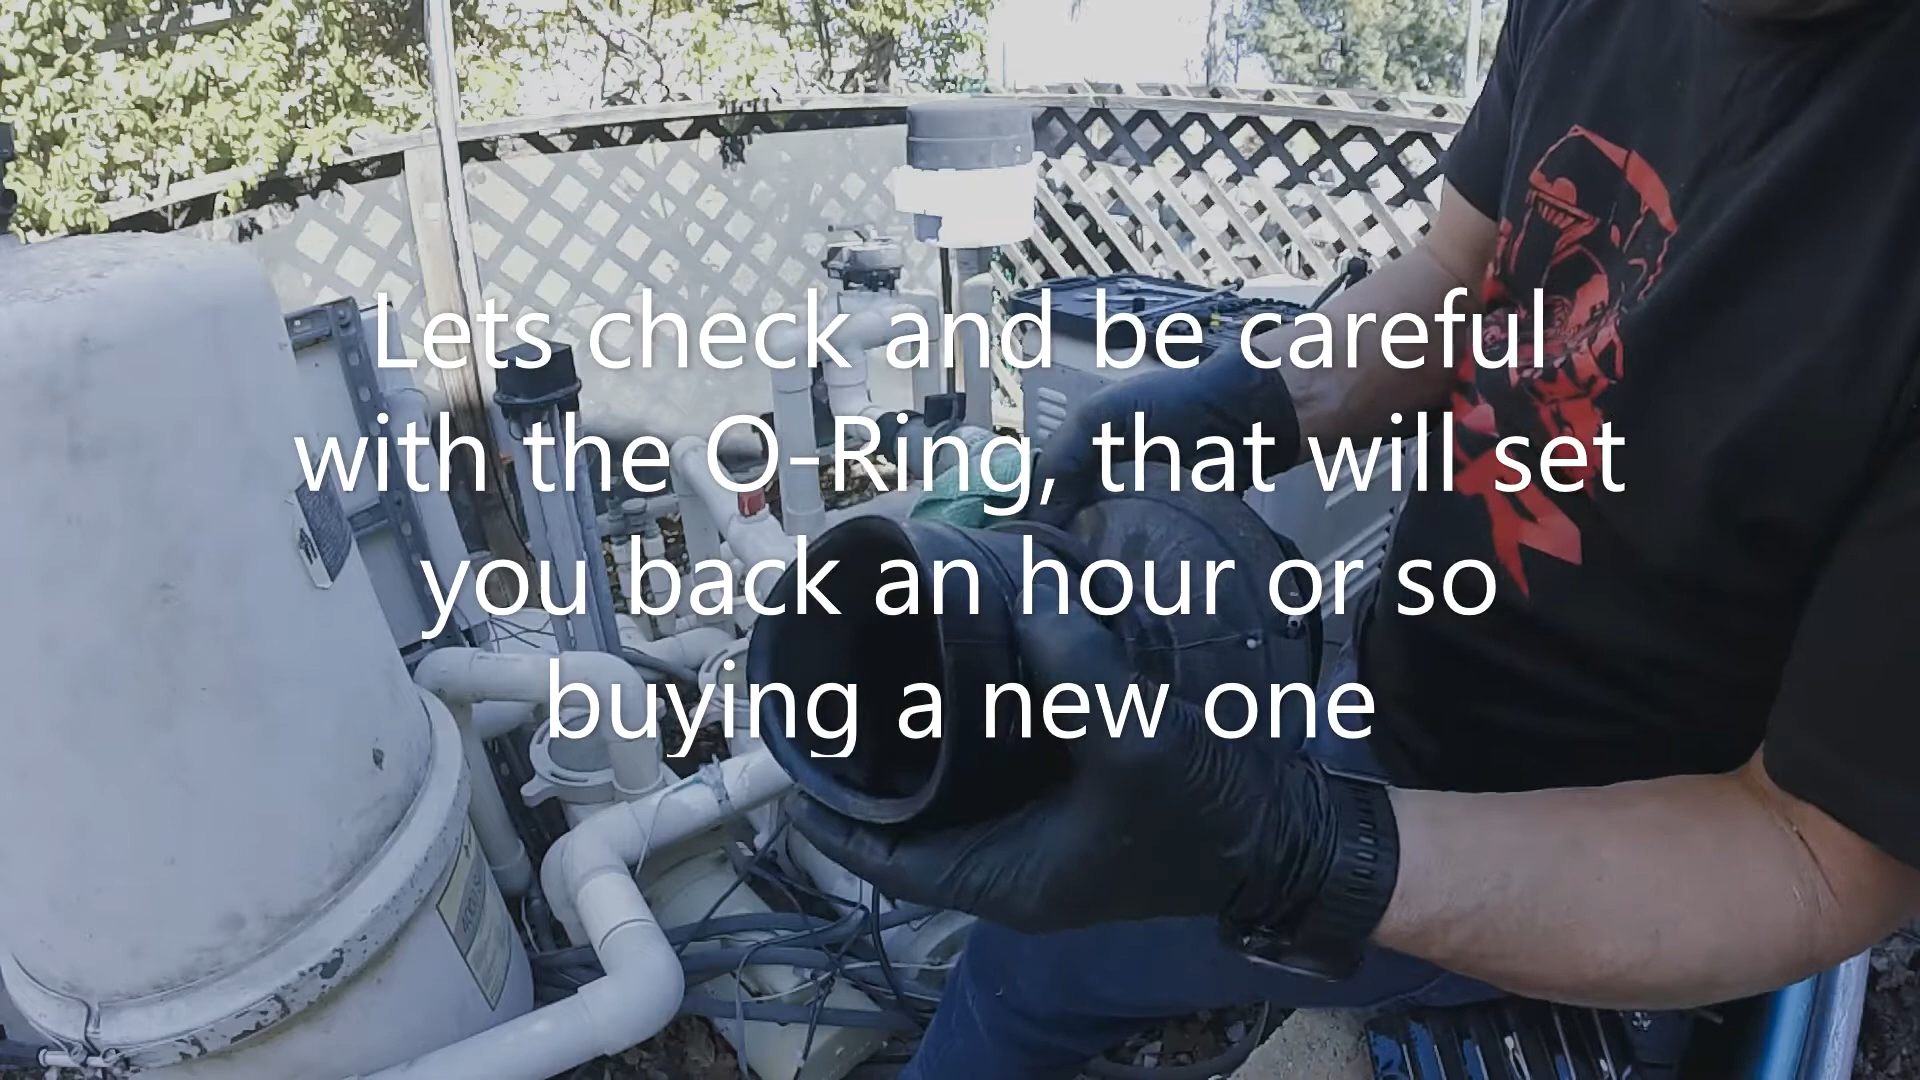 Lets check and be careful
with the O-Ring, that will set
you back an hour or so
buying a new one